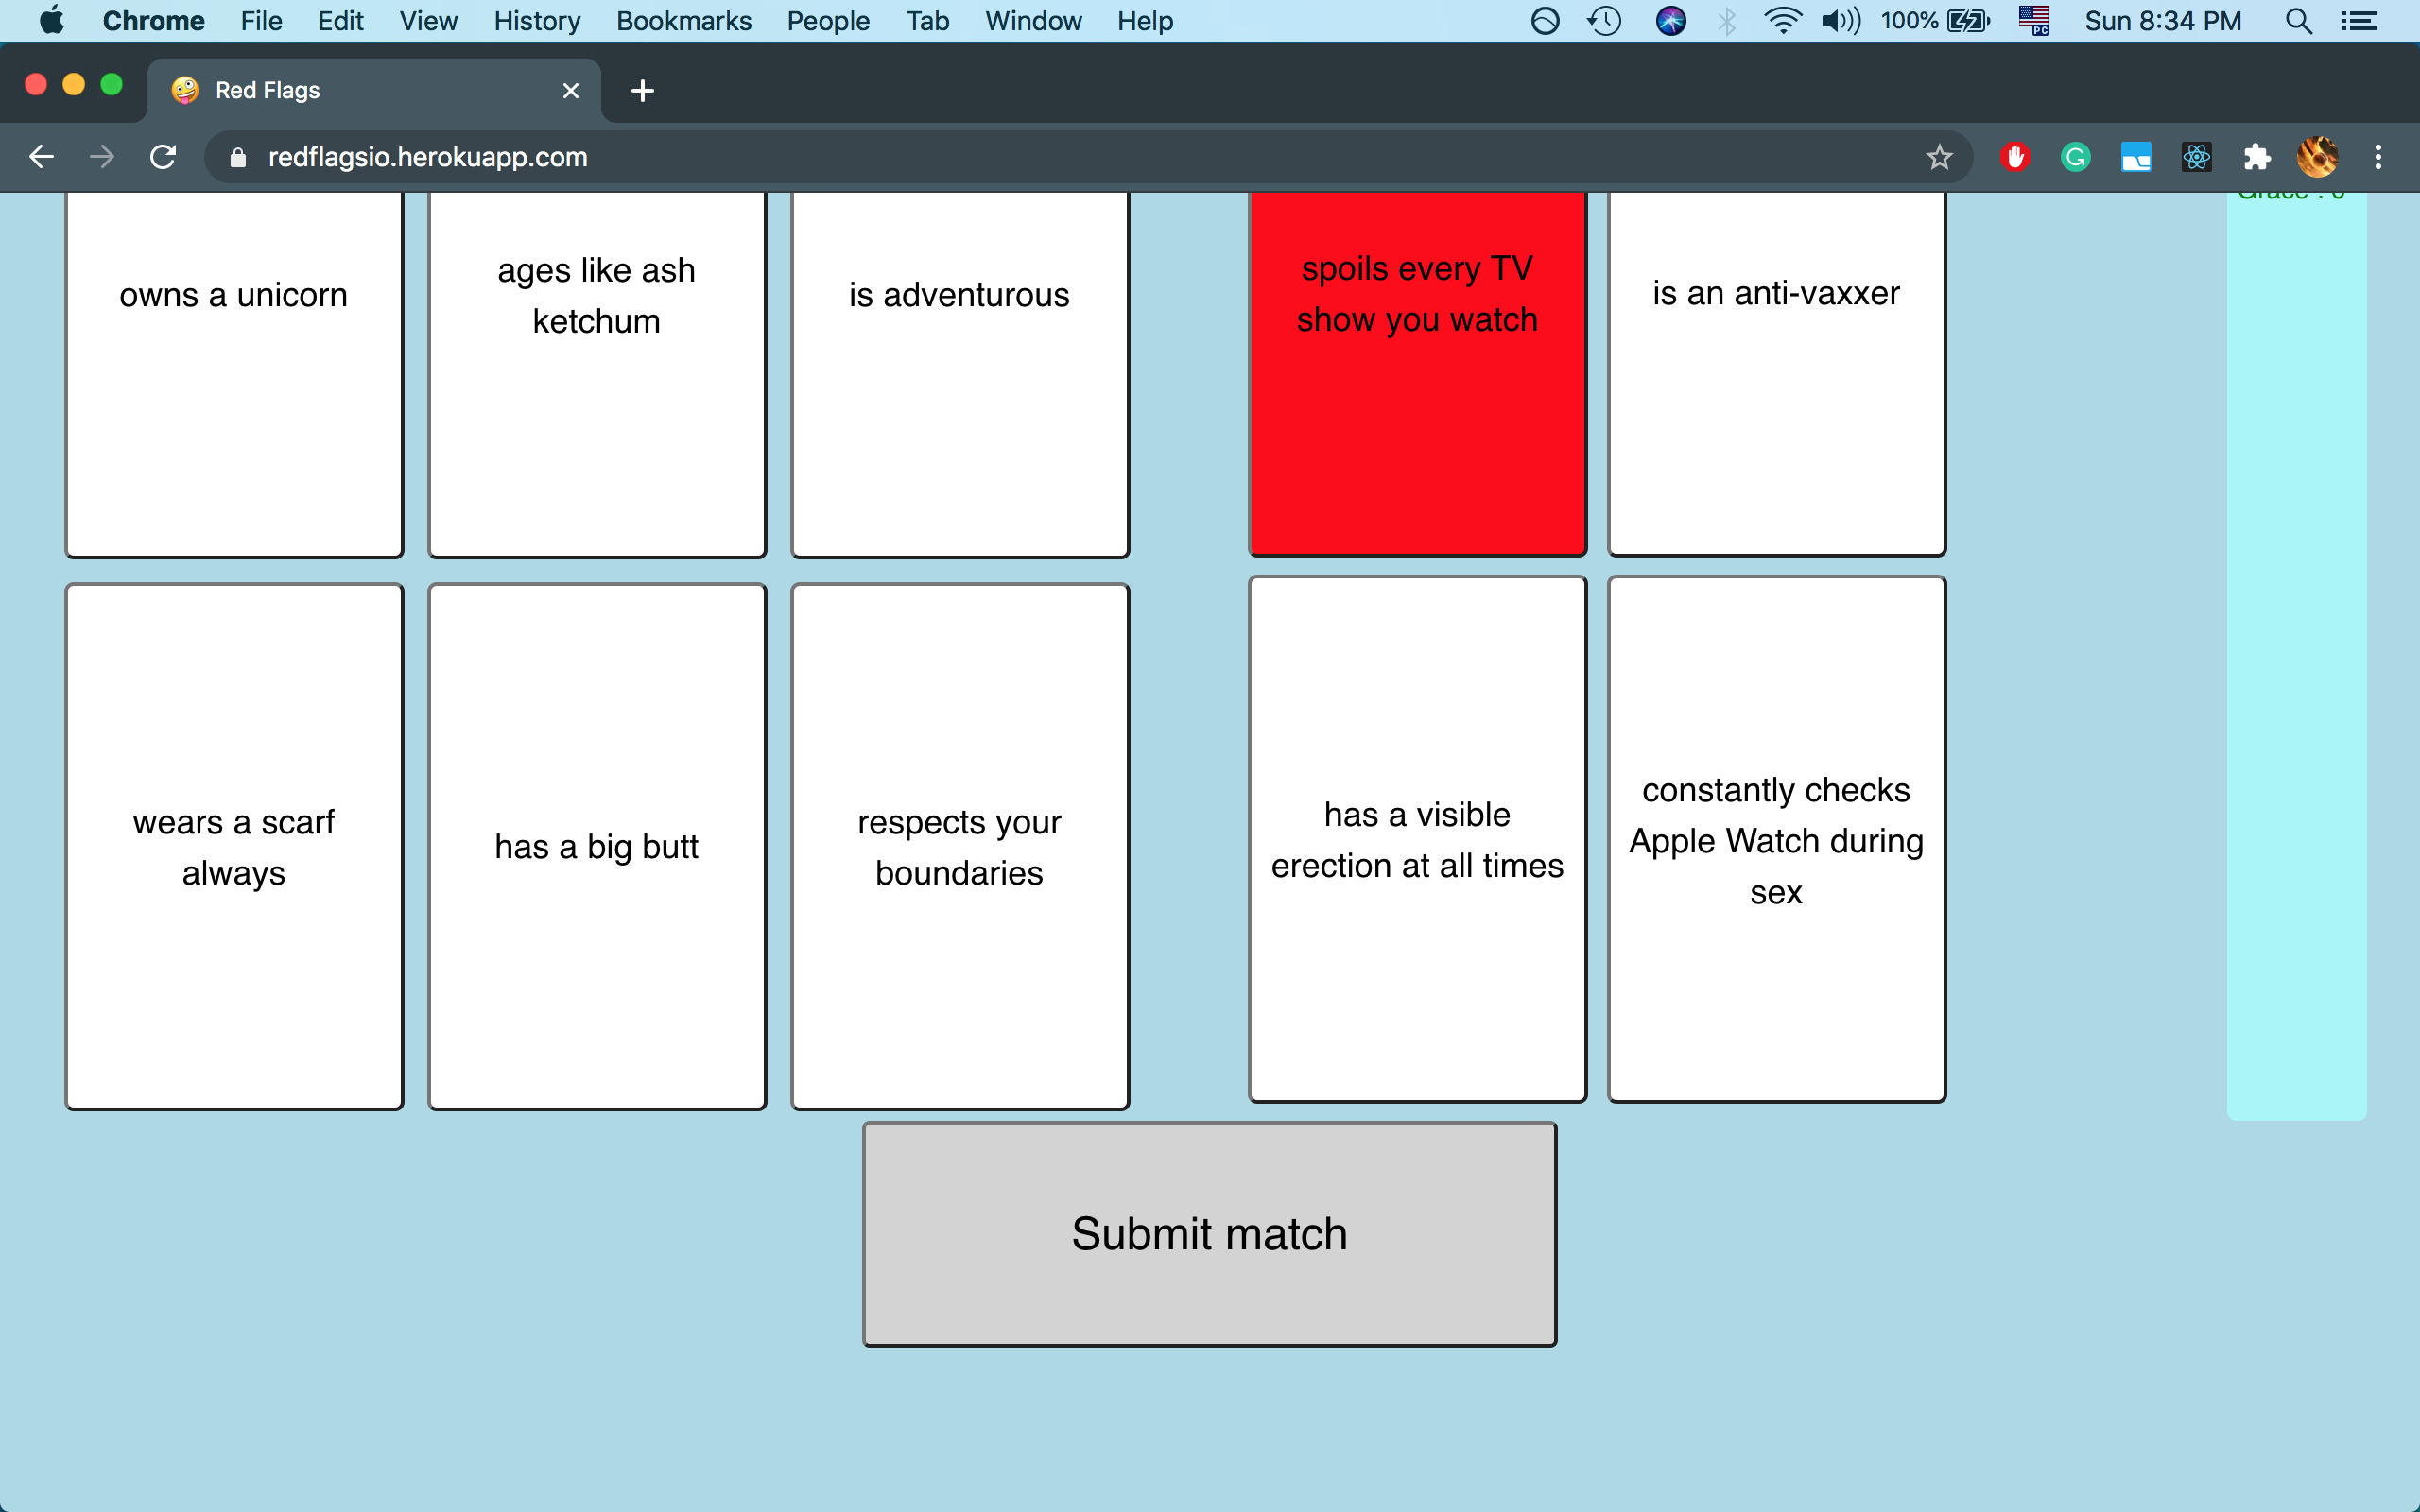 Chrome File Edit View History Bookmarks People Tab Window Help 100% PC Sun 8:34 PM
Red Flags
redflagsio.herokuapp.com
owns a unicorn
ages like ash
ketchum
is adventurous
spoils every TV
show you watch
is an anti-vaxxer
Grace : 0
wears a scarf
always
has a big butt
respects your
boundaries
has a visible
erection at all times
constantly checks
Apple Watch during
sex
Submit match